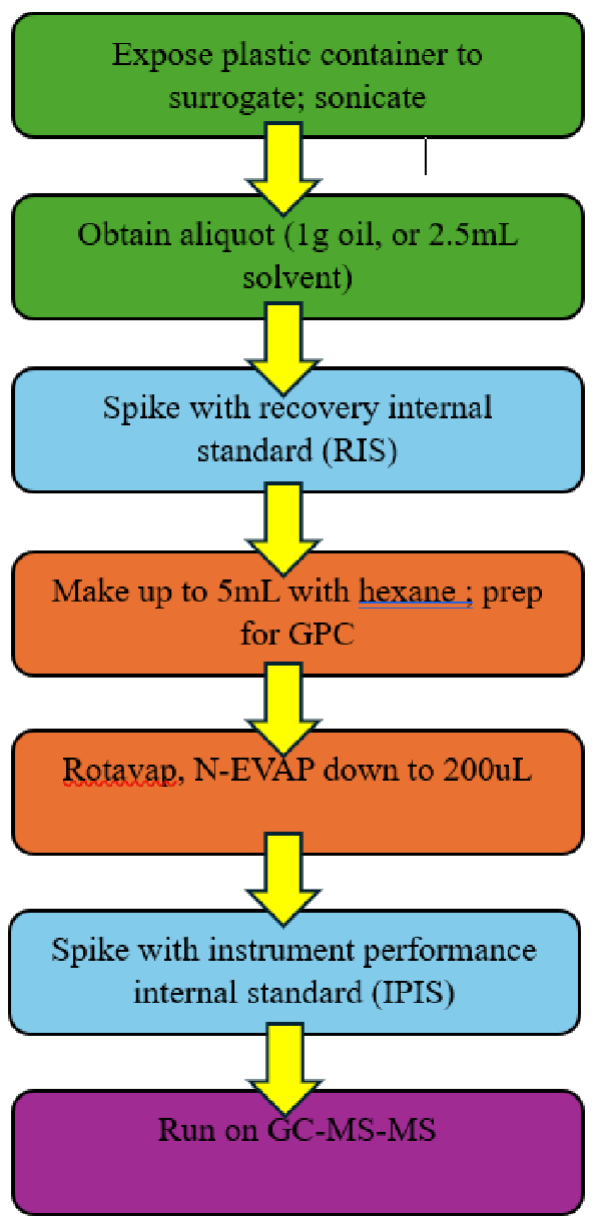 Expose plastic container to
surrogate; sonicate
Obtain aliquot (1g oil, or 2.5mL
solvent)
Spike with recovery internal
standard (RIS)
Make up to 5mL with hexane ; prep
for GPC
Rotavap, N-EVAP down to 200uL
Spike with instrument performance
internal standard (IPIS)
Run on GC-MS-MS